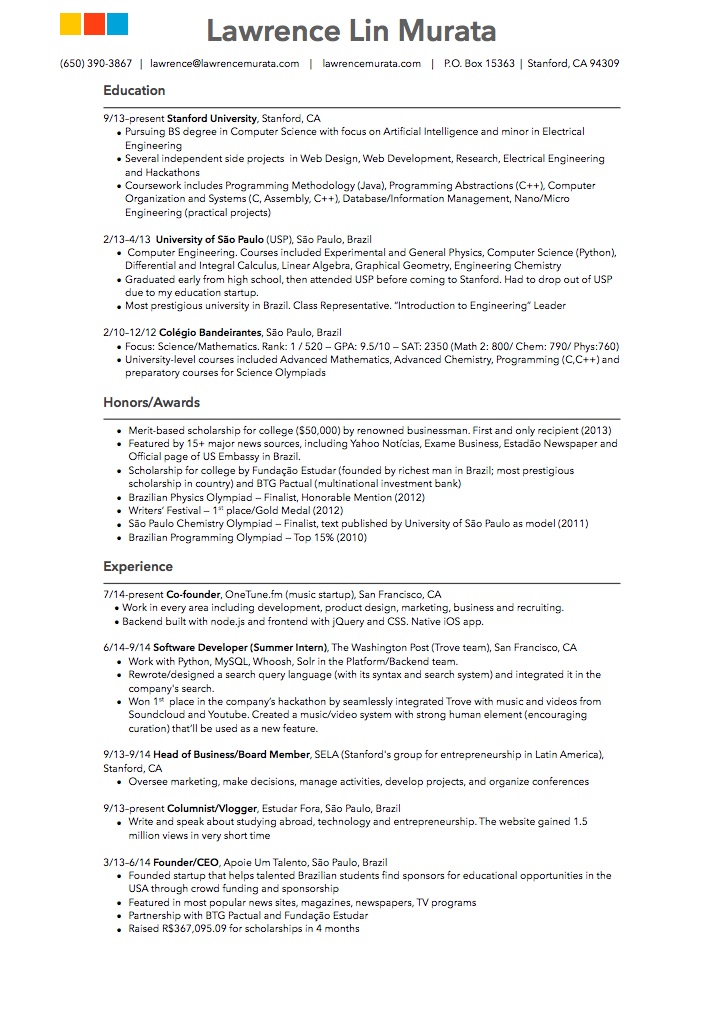 Lawrence Lin Murata
(650) 390-3867 | lawrence@lawrencemurata.com | lawrencemurata.com | P.O. Box 15363 | Stanford, CA 94309
Education
9/13–present Stanford University, Stanford, CA
• Pursuing BS degree in Computer Science with focus on Artificial Intelligence and minor in Electrical
Engineering
• Several independent side projects in Web Design, Web Development, Research, Electrical Engineering
and Hackathons
• Coursework includes Programming Methodology (Java), Programming Abstractions (C++), Computer
Organization and Systems (C, Assembly, C++), Database/Information Management, Nano/Micro
Engineering (practical projects)
2/13–4/13 University of São Paulo (USP), São Paulo, Brazil
• Computer Engineering. Courses included Experimental and General Physics, Computer Science (Python),
Differential and Integral Calculus, Linear Algebra, Graphical Geometry, Engineering Chemistry
• Graduated early from high school, then attended USP before coming to Stanford. Had to drop out of USP
due to my education startup.
• Most prestigious university in Brazil. Class Representative. “Introduction to Engineering” Leader
2/10–12/12 Colégio Bandeirantes, São Paulo, Brazil
• Focus: Science/Mathematics. Rank: 1 / 520 – GPA: 9.5/10 – SAT: 2350 (Math 2: 800/ Chem: 790/ Phys:760)
• University-level courses included Advanced Mathematics, Advanced Chemistry, Programming (C,C++) and
preparatory courses for Science Olympiads
Honors/Awards
• Merit-based scholarship for college ($50,000) by renowned businessman. First and only recipient (2013)
• Featured by 15+ major news sources, including Yahoo Notícias, Exame Business, Estadão Newspaper and
Official page of US Embassy in Brazil.
• Scholarship for college by Fundação Estudar (founded by richest man in Brazil; most prestigious
scholarship in country) and BTG Pactual (multinational investment bank)
• Brazilian Physics Olympiad – Finalist, Honorable Mention (2012)
• Writers’ Festival – 1st place/Gold Medal (2012)
• São Paulo Chemistry Olympiad – Finalist, text published by University of São Paulo as model (2011)
• Brazilian Programming Olympiad – Top 15% (2010)
Experience
7/14-present Co-founder, OneTune.fm (music startup), San Francisco, CA
• Work in every area including development, product design, marketing, business and recruiting.
• Backend built with node.js and frontend with jQuery and CSS. Native iOS app.
6/14–9/14 Software Developer (Summer Intern), The Washington Post (Trove team), San Francisco, CA
• Work with Python, MySQL, Whoosh, Solr in the Platform/Backend team.
• Rewrote/designed a search query language (with its syntax and search system) and integrated it in the
company's search.
• Won 1st place in the company’s hackathon by seamlessly integrated Trove with music and videos from
Soundcloud and Youtube. Created a music/video system with strong human element (encouraging
curation) that’ll be used as a new feature.
9/13–9/14 Head of Business/Board Member, SELA (Stanford's group for entrepreneurship in Latin America),
Stanford, CA
• Oversee marketing, make decisions, manage activities, develop projects, and organize conferences
9/13–present Columnist/Vlogger, Estudar Fora, São Paulo, Brazil
• Write and speak about studying abroad, technology and entrepreneurship. The website gained 1.5
million views in very short time
3/13–6/14 Founder/CEO, Apoie Um Talento, São Paulo, Brazil
• Founded startup that helps talented Brazilian students find sponsors for educational opportunities in the
USA through crowd funding and sponsorship
• Featured in most popular news sites, magazines, newspapers, TV programs
• Partnership with BTG Pactual and Fundação Estudar
• Raised R$367,095.09 for scholarships in 4 months